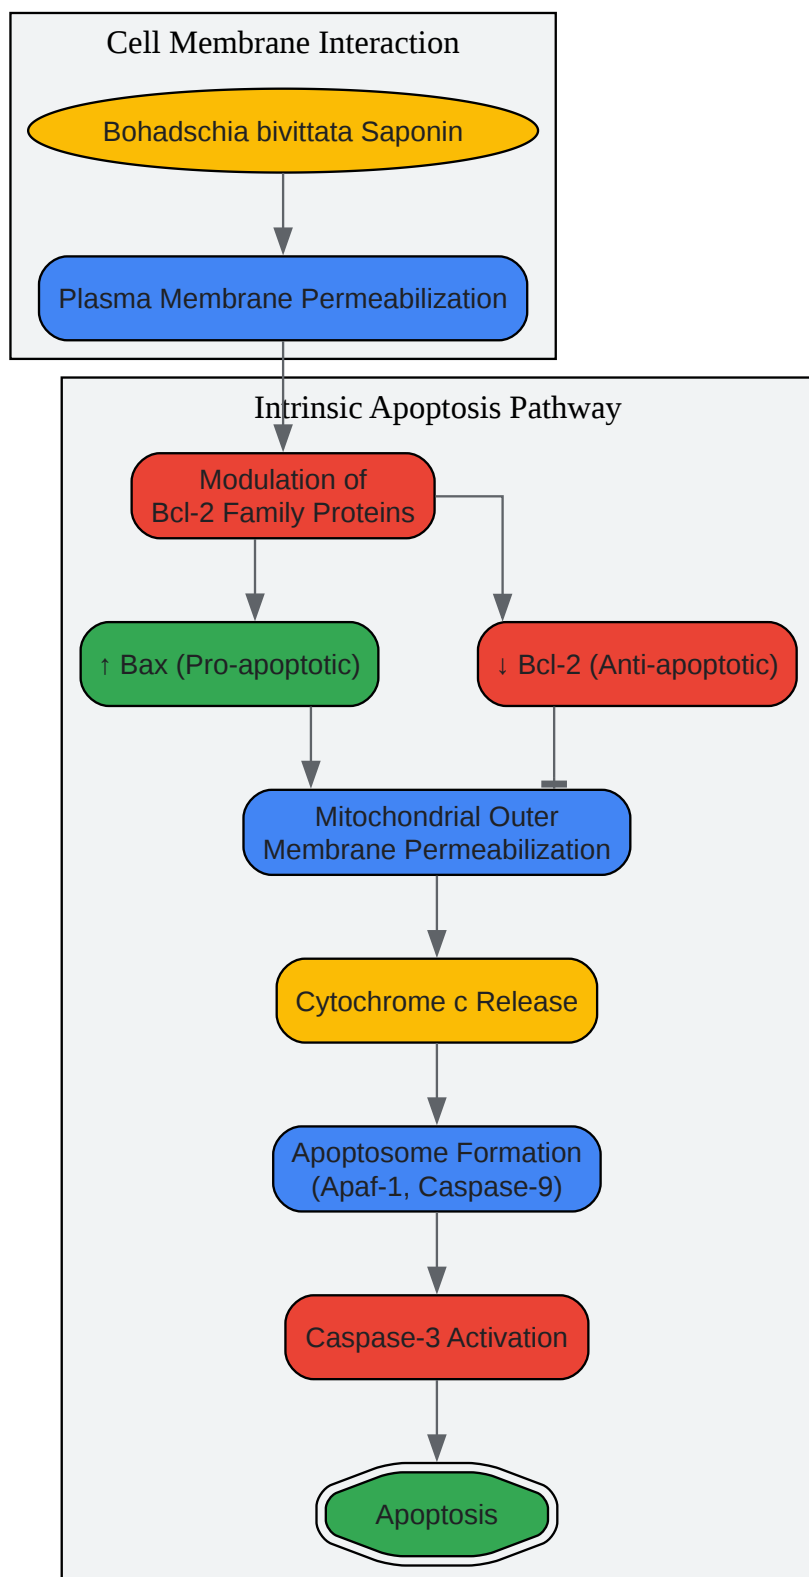 Cell Membrane Interaction
Bohadschia bivittata Saponin
Plasma Membrane Permeabilization
Intrinsic Apoptosis Pathway
Modulation of
Bcl-2 Family Proteins
↑ Bax (Pro-apoptotic)
↓ Bcl-2 (Anti-apoptotic)
Mitochondrial Outer
Membrane Permeabilization
Cytochrome c Release
Apoptosome Formation
(Apaf-1, Caspase-9)
Caspase-3 Activation
Apoptosis